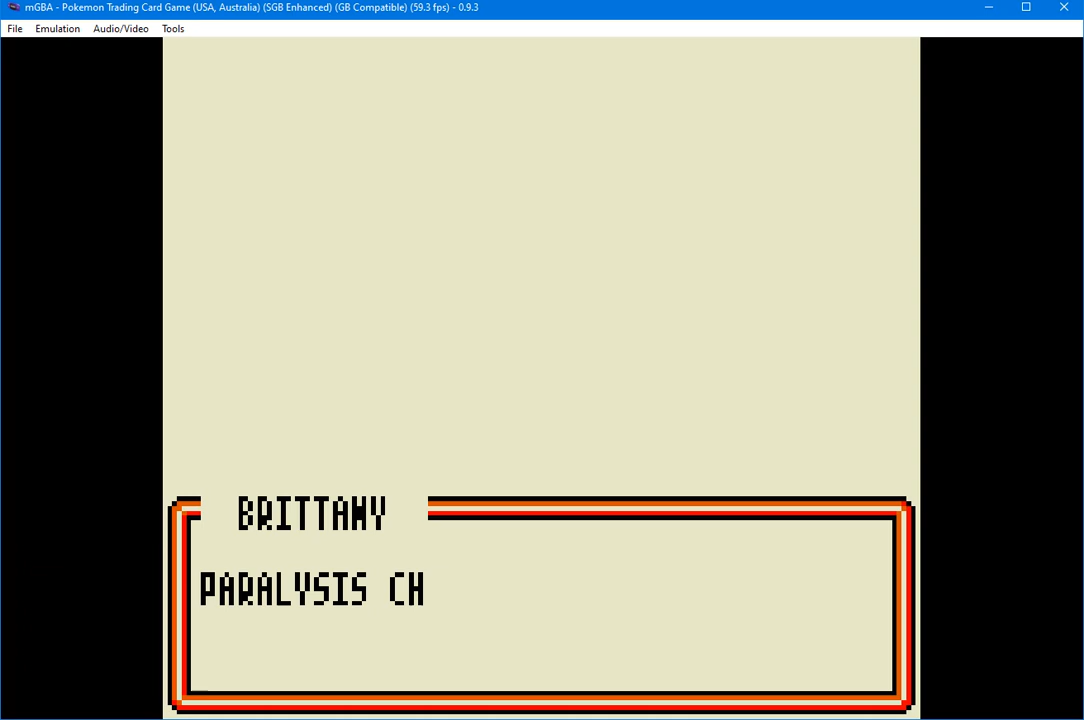 mGBA - Pokemon Trading Card Game (USA, Australia) (SGB Enhanced) (GB Compatible) (59.3 fps) - 0.9.3
File Emulation Audio/Video Tools
BRITTANY
PARALYSIS CH